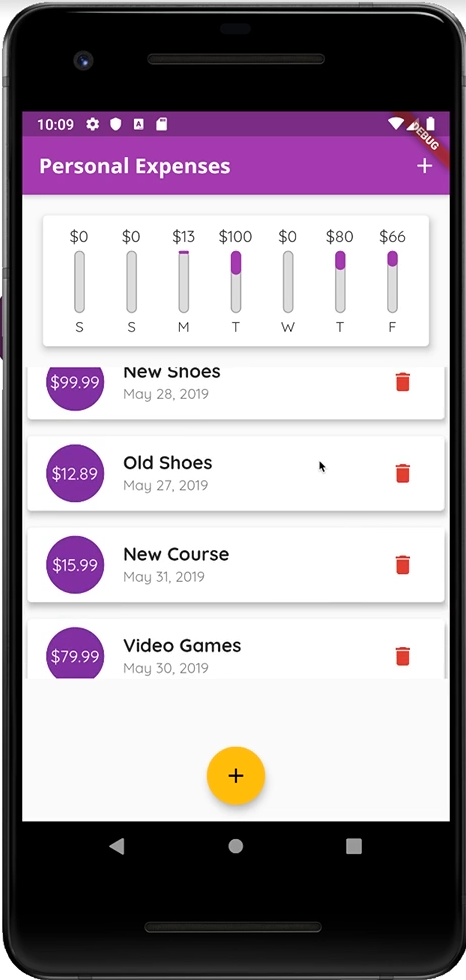 10:09
DEBUG
Personal Expenses +
$0 $0 $13 $100 $0 $80 $66
S S M T W T F
$99.99 New Shoes
May 28, 2019
$12.89 Old Shoes
May 27, 2019
$15.99 New Course
May 31, 2019
$79.99 Video Games
May 30, 2019
+